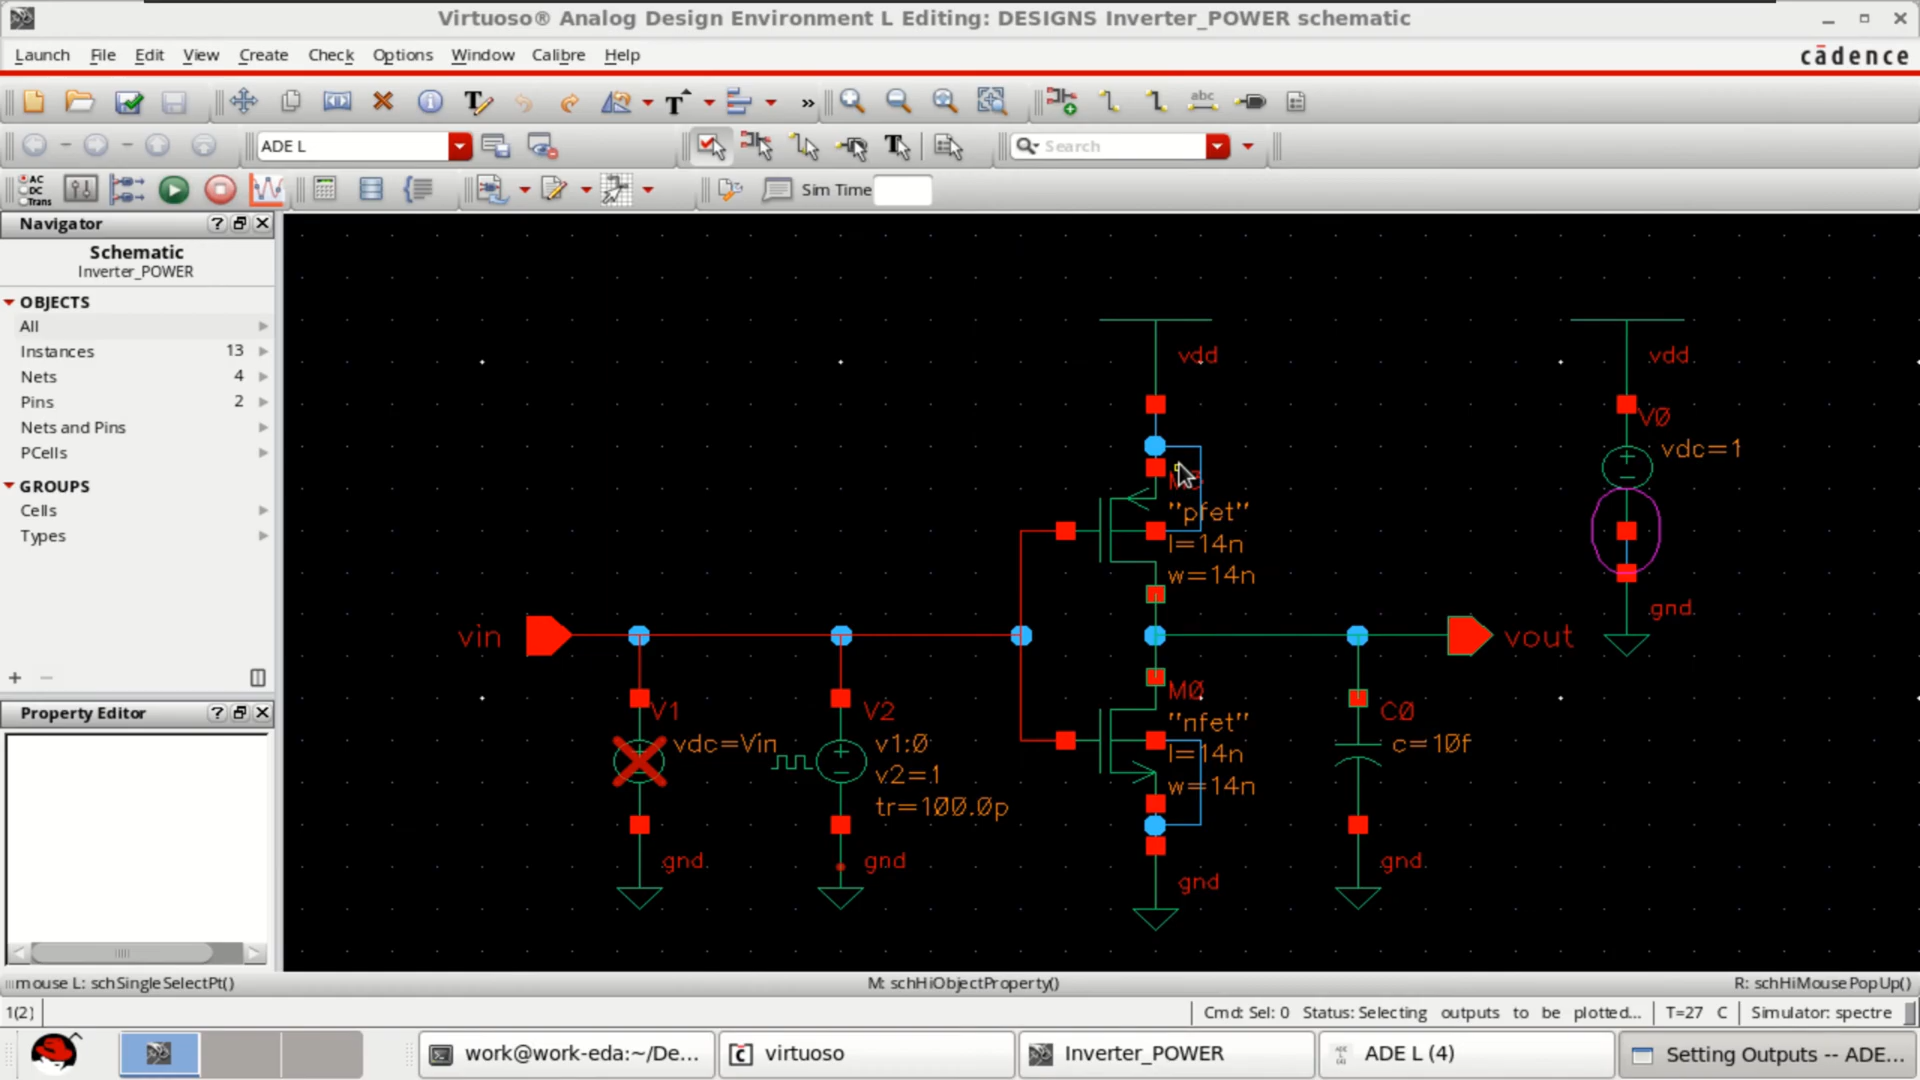 Virtuoso® Analog Design Environment L Editing: DESIGNS Inverter_POWER schematic
Launch File Edit View Create Check Options Window Calibre Help
cādence
abc
ADE L
Search
AC
DC
Trans
Sim Time
Navigator
Schematic
Inverter_POWER
OBJECTS
All
Instances 13
Nets 4
Pins 2
Nets and Pins
PCells
GROUPS
Cells
Types
Property Editor
vdd
vdd
V0
vdc=1
"pfet"
l=14n
w=14n
gnd
vin
vout
V1
vdc=Vin
V2
v1:0
v2=1
tr=100.0p
M0
"nfet"
l=14n
w=14n
C0
c=10f
gnd
gnd
gnd
gnd
mouse L: schSingleSelectPt()
M: schHiObjectProperty()
R: schHiMousePopUp()
1(2)
Cmd: Sel: 0 Status: Selecting outputs to be plotted... T=27 C Simulator: spectre
work@work-eda:~/De...
virtuoso
Inverter_POWER
ADE L (4)
Setting Outputs -- ADE...